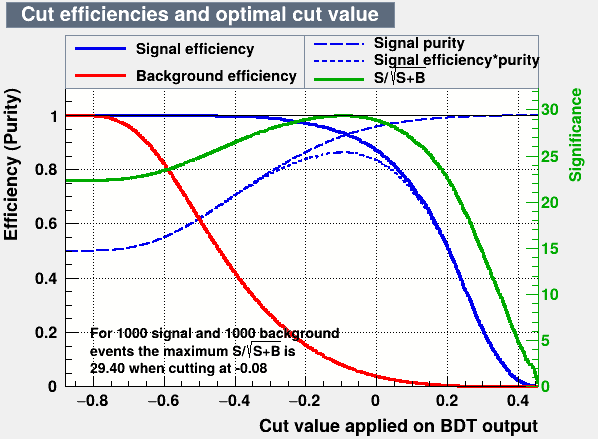 Cut efficiencies and optimal cut value
Signal efficiency
Background efficiency
Signal purity
Signal efficiency*purity
S/√S+B
Efficiency (Purity)
1
0.8
0.6
0.4
0.2
0
Significance
30
25
20
15
10
5
0
For 1000 signal and 1000 background
events the maximum S/√S+B is
29.40 when cutting at -0.08
−0.8 −0.6 −0.4 −0.2 0 0.2 0.4
Cut value applied on BDT output